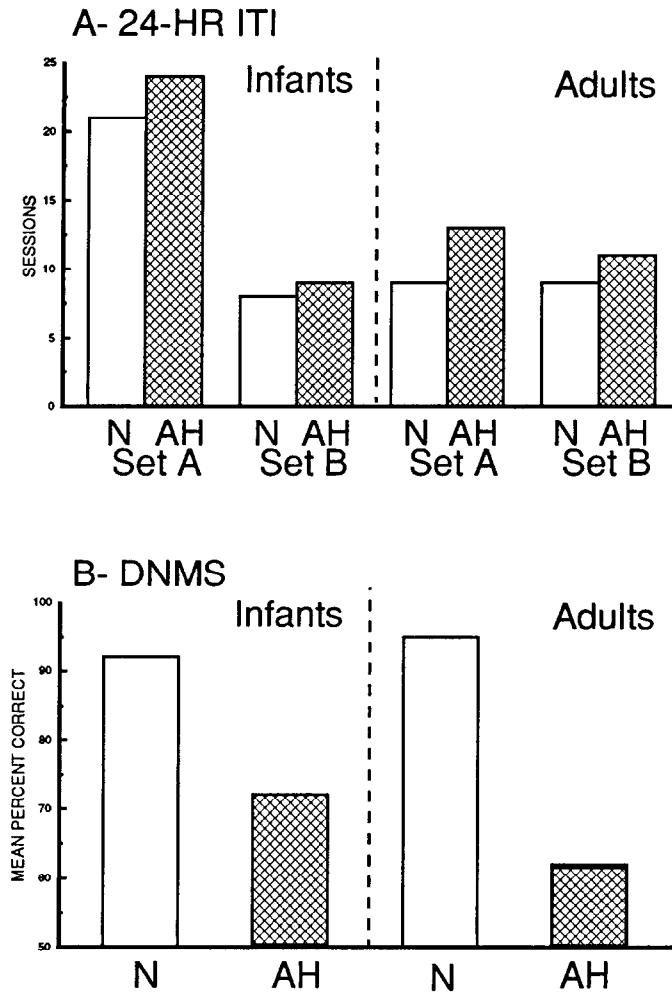 A- 24-HR ITI
Infants
Adults
25
20
15
10
5
0
SESSIONS
N AH N AH N AH N AH
Set A Set B Set A Set B
B- DNMS
Infants
Adults
100
90
80
70
60
50
MEAN PERCENT CORRECT
N AH N AH